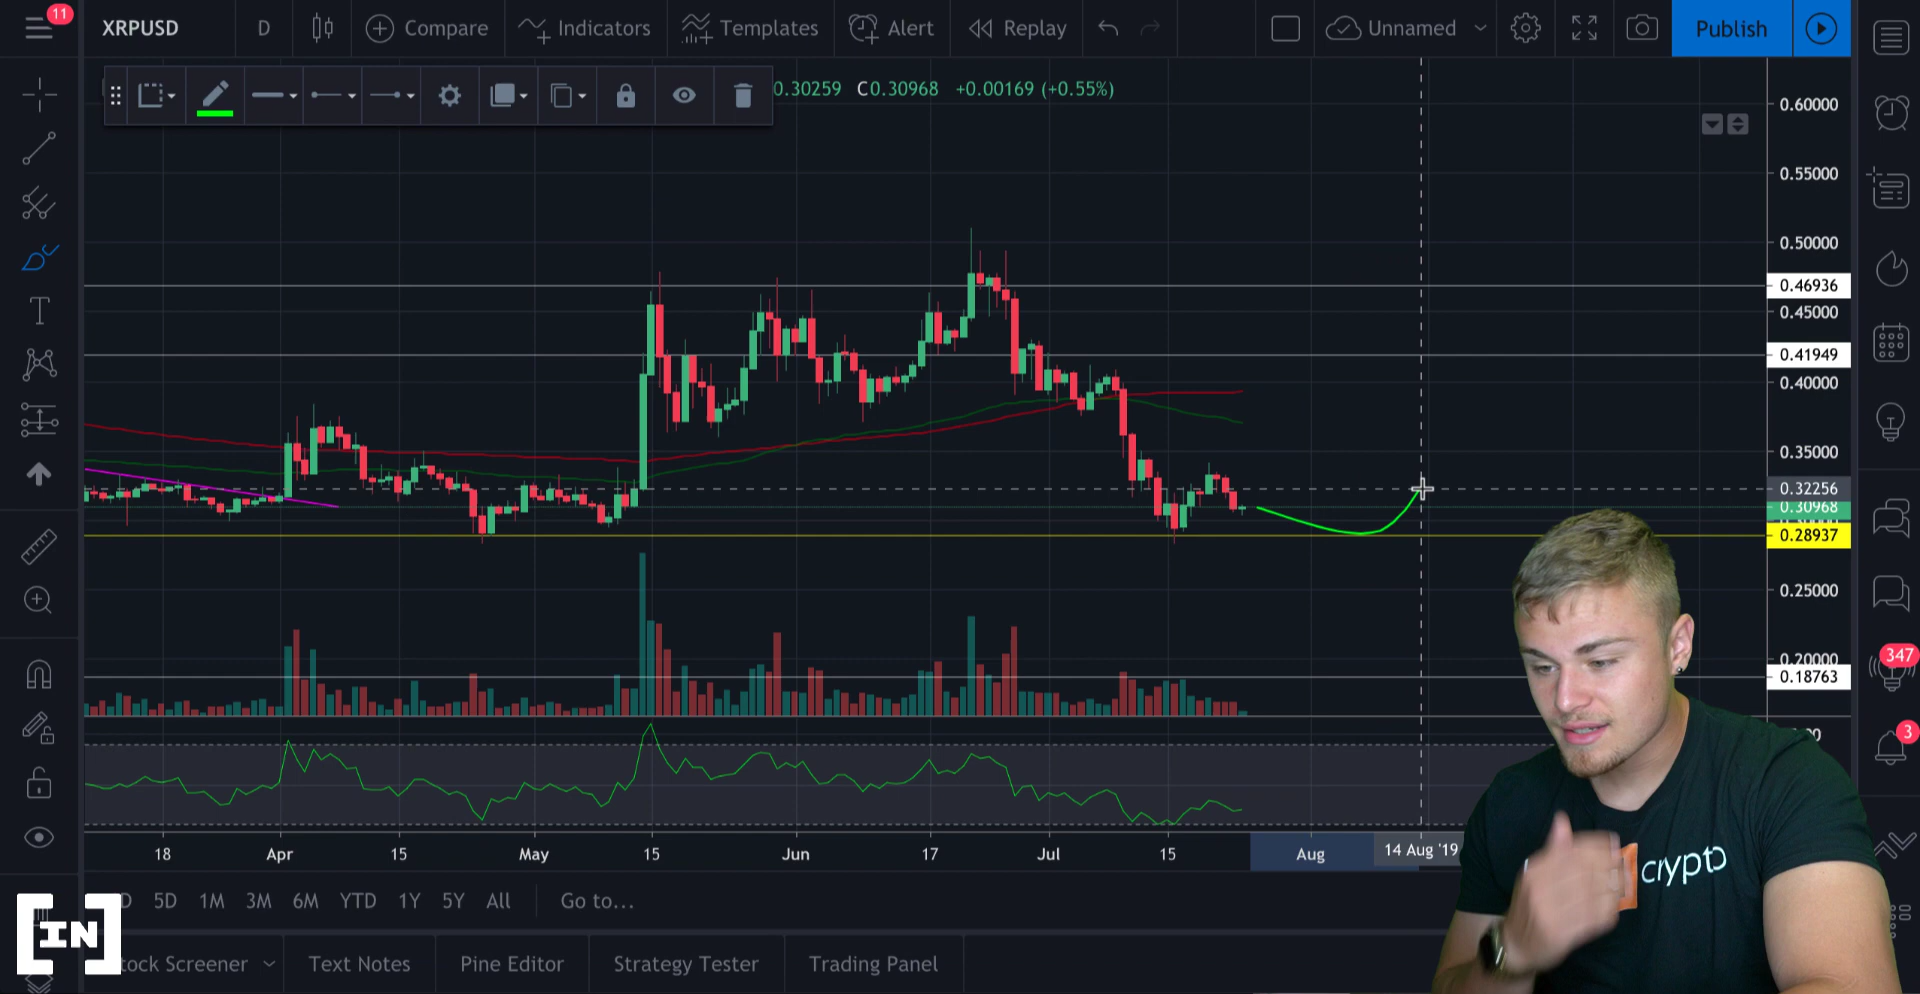 11 XRPUSD D Compare Indicators Templates Alert Replay Unnamed Publish
0.30259 C0.30968 +0.00169 (+0.55%)
0.60000
0.55000
0.50000
0.46936
0.45000
0.41949
0.40000
0.35000
0.32256
0.30968
0.28937
0.25000
0.20000
0.18763
347
3
18 Apr 15 May 15 Jun 17 Jul 15 Aug 14 Aug '19
5D 1M 3M 6M YTD 1Y 5Y All Go to...
[IN]
tock Screener Text Notes Pine Editor Strategy Tester Trading Panel
crypto